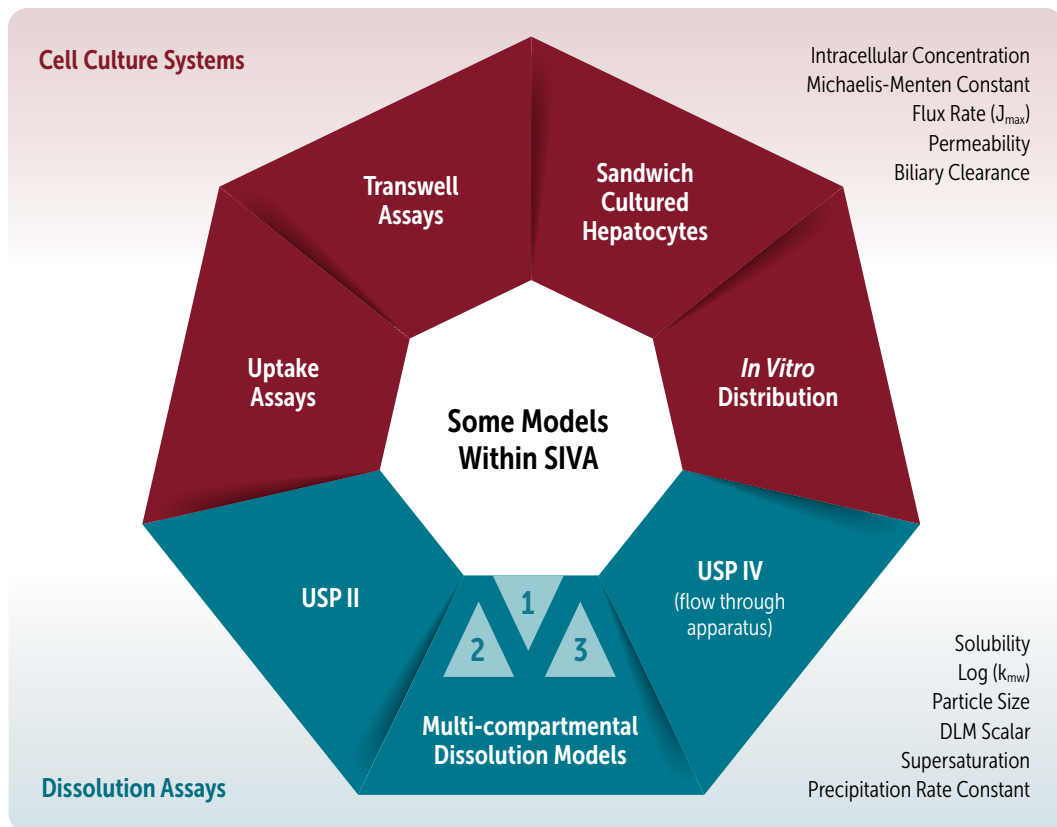 Cell Culture Systems
Intracellular Concentration
Michaelis-Menten Constant
Flux Rate (Jmax)
Permeability
Biliary Clearance
Transwell
Assays
Sandwich
Cultured
Hepatocytes
Uptake
Assays
In Vitro
Distribution
Some Models
Within SIVA
USP II
USP IV
(flow through
apparatus)
1
2
3
Multi-compartmental
Dissolution Models
Solubility
Log (kmw)
Particle Size
DLM Scalar
Supersaturation
Precipitation Rate Constant
Dissolution Assays